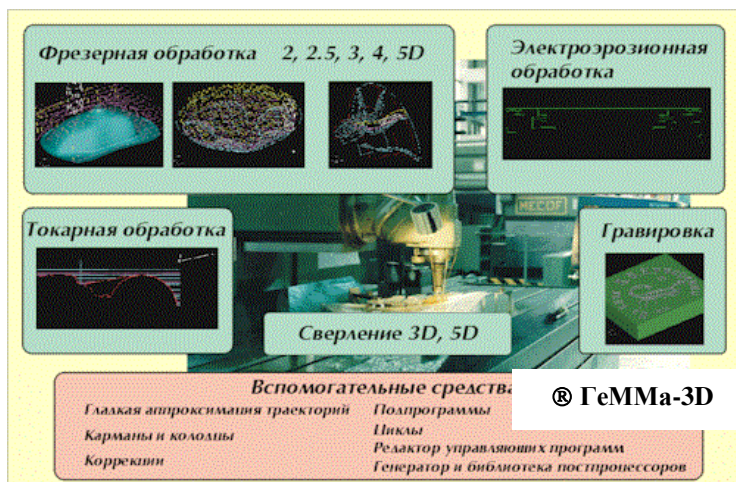 Фрезерная обработка 2, 2.5, 3, 4, 5D
Электроэрозионная
обработка
MECOF
Токарная обработка
Гравировка
Сверление 3D, 5D
Вспомогательные средства
® ГеММа-3D
Гладкая аппроксимация траекторий
Карманы и колодцы
Коррекции
Подпрограммы
Циклы
Редактор управляющих программ
Генератор и библиотека постпроцессоров